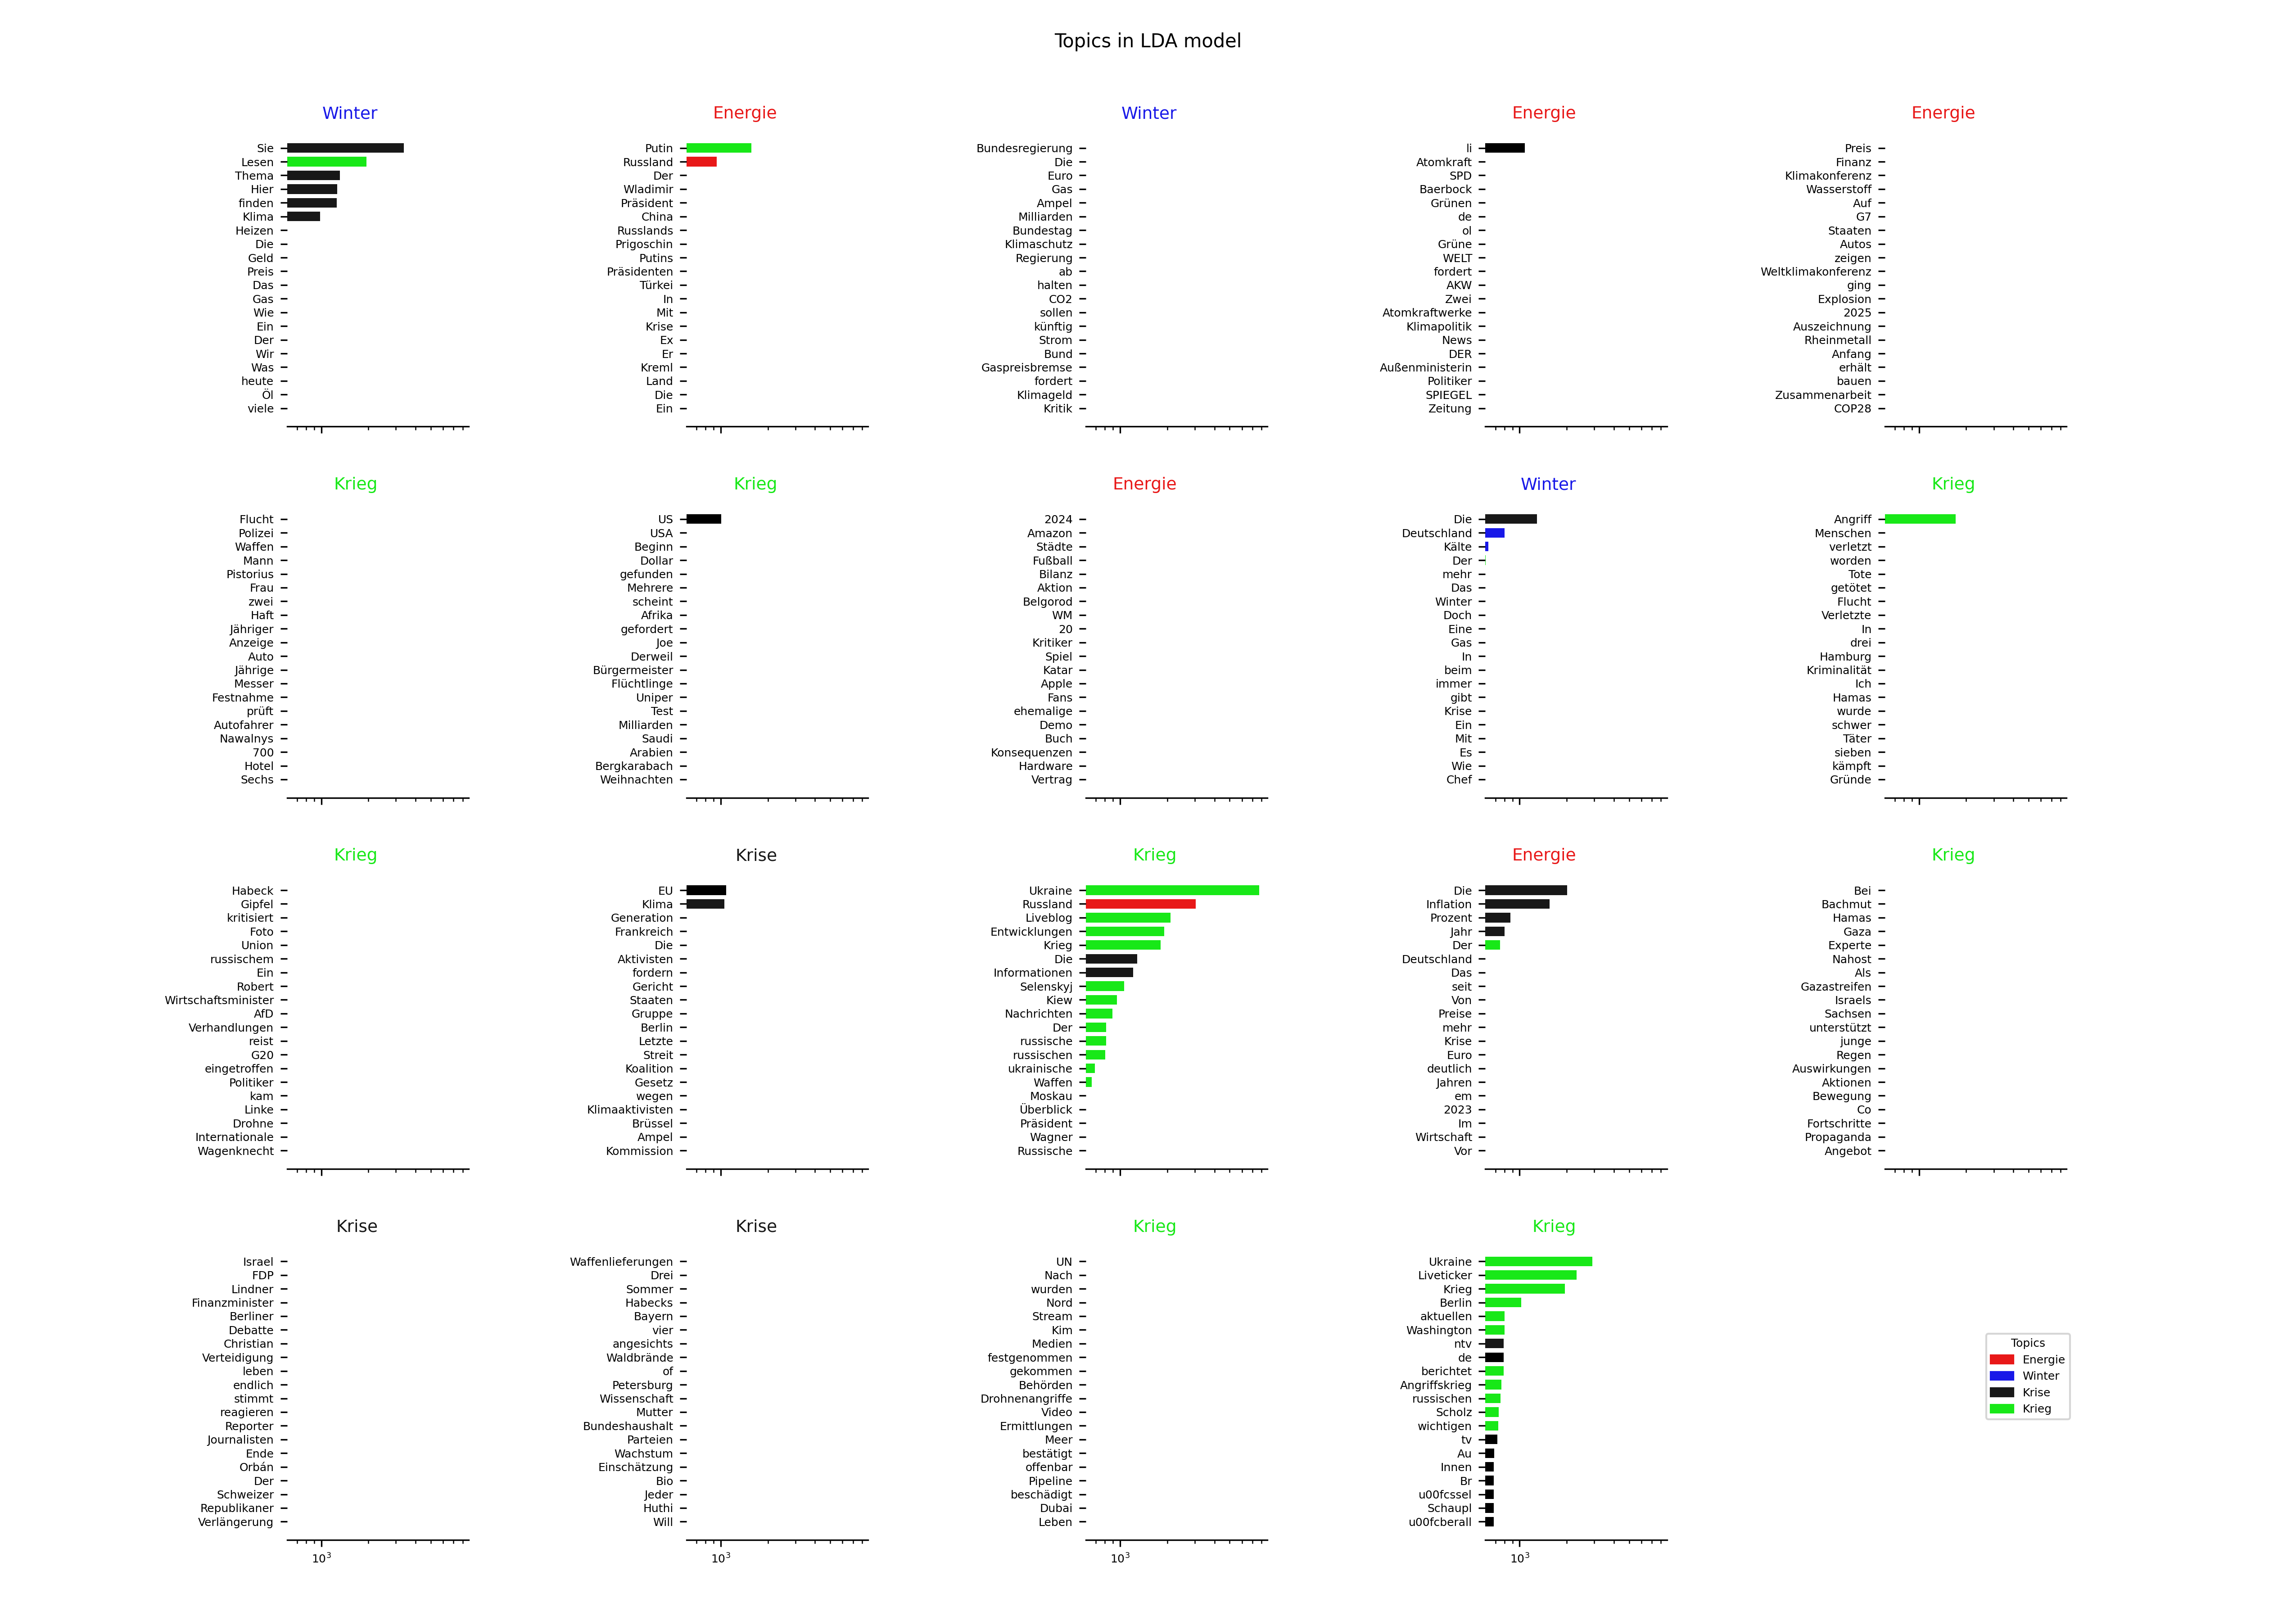 Topics in LDA model
Winter
Sie
Lesen
Thema
Hier
finden
Klima
Heizen
Die
Geld
Preis
Das
Gas
Wie
Ein
Der
Wir
Was
heute
Öl
viele
Energie
Putin
Russland
Der
Wladimir
Präsident
China
Russlands
Prigoschin
Putins
Präsidenten
Türkei
In
Mit
Krise
Ex
Er
Kreml
Land
Die
Ein
Winter
Bundesregierung
Die
Euro
Gas
Ampel
Milliarden
Bundestag
Klimaschutz
Regierung
ab
halten
CO2
sollen
künftig
Strom
Bund
Gaspreisbremse
fordert
Klimageld
Kritik
Energie
li
Atomkraft
SPD
Baerbock
Grünen
de
ol
Grüne
WELT
fordert
AKW
Zwei
Atomkraftwerke
Klimapolitik
News
DER
Außenministerin
Politiker
SPIEGEL
Zeitung
Energie
Preis
Finanz
Klimakonferenz
Wasserstoff
Auf
G7
Staaten
Autos
zeigen
Weltklimakonferenz
ging
Explosion
2025
Auszeichnung
Rheinmetall
Anfang
erhält
bauen
Zusammenarbeit
COP28
Krieg
Flucht
Polizei
Waffen
Mann
Pistorius
Frau
zwei
Haft
Jähriger
Anzeige
Auto
Jährige
Messer
Festnahme
prüft
Autofahrer
Nawalnys
700
Hotel
Sechs
Krieg
US
USA
Beginn
Dollar
gefunden
Mehrere
scheint
Afrika
gefordert
Joe
Derweil
Bürgermeister
Flüchtlinge
Uniper
Test
Milliarden
Saudi
Arabien
Bergkarabach
Weihnachten
Energie
2024
Amazon
Städte
Fußball
Bilanz
Aktion
Belgorod
WM
20
Kritiker
Spiel
Katar
Apple
Fans
ehemalige
Demo
Buch
Konsequenzen
Hardware
Vertrag
Winter
Die
Deutschland
Kälte
Der
mehr
Das
Winter
Doch
Eine
Gas
In
beim
immer
gibt
Krise
Ein
Mit
Es
Wie
Chef
Krieg
Angriff
Menschen
verletzt
worden
Tote
getötet
Flucht
Verletzte
In
drei
Hamburg
Kriminalität
Ich
Hamas
wurde
schwer
Täter
sieben
kämpft
Gründe
Krieg
Habeck
Gipfel
kritisiert
Foto
Union
russischem
Ein
Robert
Wirtschaftsminister
AfD
Verhandlungen
reist
G20
eingetroffen
Politiker
kam
Linke
Drohne
Internationale
Wagenknecht
Krise
EU
Klima
Generation
Frankreich
Die
Aktivisten
fordern
Gericht
Staaten
Gruppe
Berlin
Letzte
Streit
Koalition
Gesetz
wegen
Klimaaktivisten
Brüssel
Ampel
Kommission
Krieg
Ukraine
Russland
Liveblog
Entwicklungen
Krieg
Die
Informationen
Selenskyj
Kiew
Nachrichten
Der
russische
russischen
ukrainische
Waffen
Moskau
Überblick
Präsident
Wagner
Russische
Energie
Die
Inflation
Prozent
Jahr
Der
Deutschland
Das
seit
Von
Preise
mehr
Krise
Euro
deutlich
Jahren
em
2023
Im
Wirtschaft
Vor
Krieg
Bei
Bachmut
Hamas
Gaza
Experte
Nahost
Als
Gazastreifen
Israels
Sachsen
unterstützt
junge
Regen
Auswirkungen
Aktionen
Bewegung
Co
Fortschritte
Propaganda
Angebot
Krise
Israel
FDP
Lindner
Finanzminister
Berliner
Debatte
Christian
Verteidigung
leben
endlich
stimmt
reagieren
Reporter
Journalisten
Ende
Orbán
Der
Schweizer
Republikaner
Verlängerung
10³
Krise
Waffenlieferungen
Drei
Sommer
Habecks
Bayern
vier
angesichts
Waldbrände
of
Petersburg
Wissenschaft
Mutter
Bundeshaushalt
Parteien
Wachstum
Einschätzung
Bio
Jeder
Huthi
Will
10³
Krieg
UN
Nach
wurden
Nord
Stream
Kim
Medien
festgenommen
gekommen
Behörden
Drohnenangriffe
Video
Ermittlungen
Meer
bestätigt
offenbar
Pipeline
beschädigt
Dubai
Leben
10³
Krieg
Ukraine
Liveticker
Krieg
Berlin
aktuellen
Washington
ntv
de
berichtet
Angriffskrieg
russischen
Scholz
wichtigen
tv
Au
Innen
Br
u00fcssel
Schaupl
u00fcberall
10³
Topics
Energie
Winter
Krise
Krieg